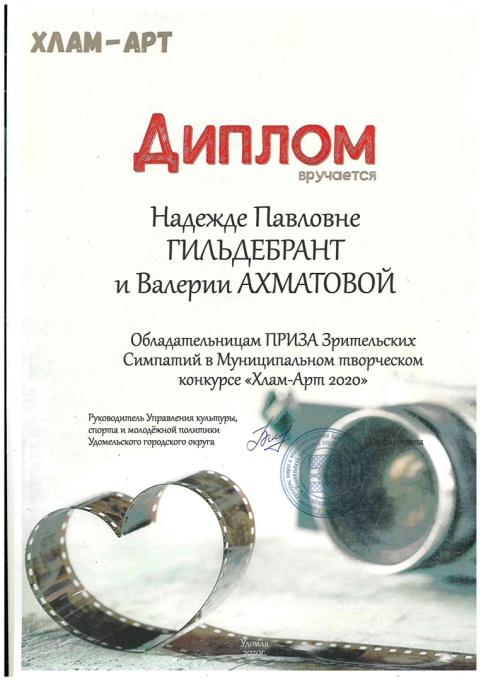 ХЛАМ-АРТ
ДИПЛОМ
вручается
Надежде Павловне
ГИЛЬДЕБРАНТ
и Валерии АХМАТОВОЙ
Обладательницам ПРИЗА Зрительских
Симпатий в Муниципальном творческом
конкурсе «Хлам-Арт 2020»
Руководитель Управления культуры,
спорта и молодёжной политики
Удомельского городского округа
Удомля
2020г.